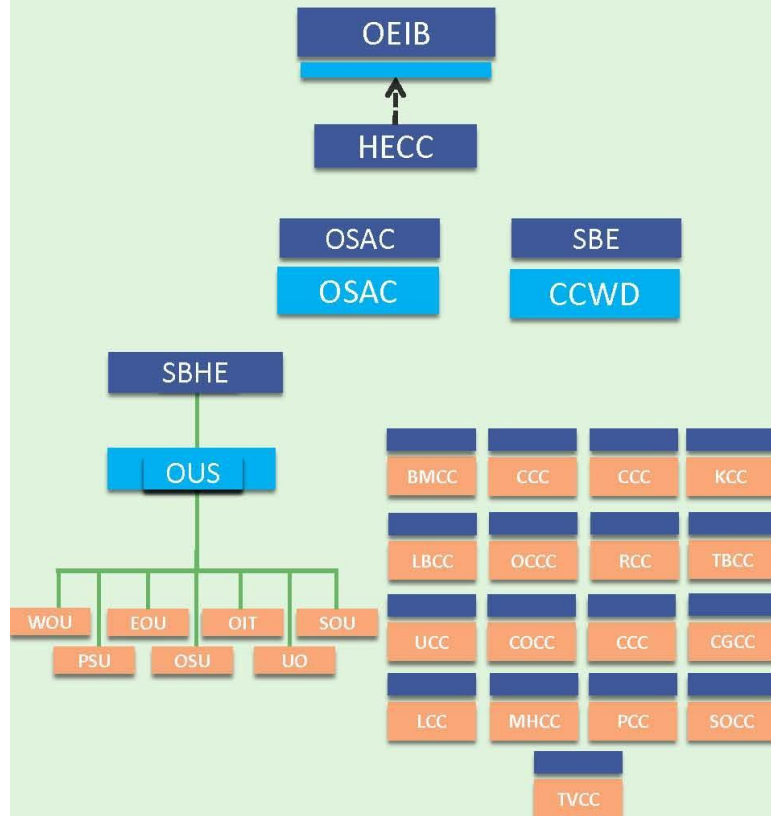 OEIB
HECC
OSAC
SBE
OSAC
CCWD
SBHE
OUS
WOU
EOU
OIT
SOU
PSU
OSU
UO
BMCC
CCC
CCC
KCC
LBCC
OCCC
RCC
TBCC
UCC
COCC
CCC
CGCC
LCC
MHCC
PCC
SOCC
TVCC